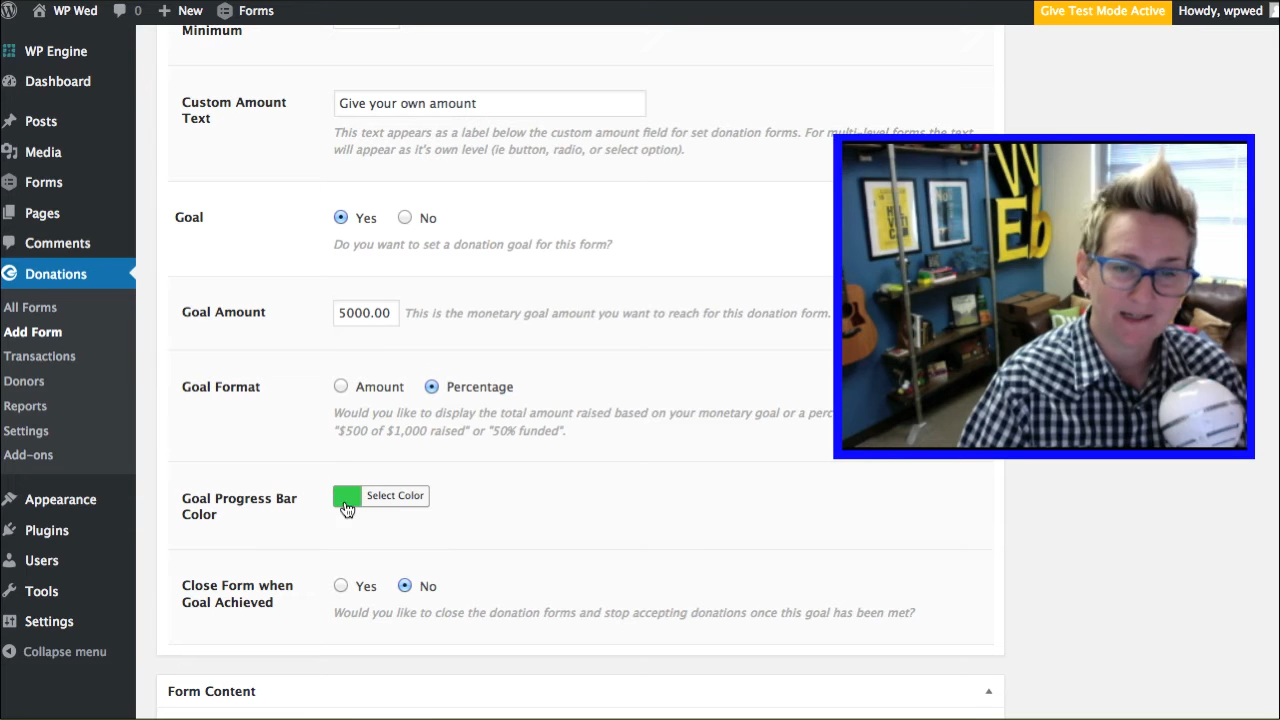 WP Wed
0
New
Forms
Give Test Mode Active
Howdy, wpwed
WP Engine
Dashboard
Posts
Media
Forms
Pages
Comments
Donations
All Forms
Add Form
Transactions
Donors
Reports
Settings
Add-ons
Appearance
Plugins
Users
Tools
Settings
Collapse menu
Minimum
Custom Amount
Text
Give your own amount
This text appears as a label below the custom amount field for set donation forms. For multi-level forms the text
will appear as it's own level (ie button, radio, or select option).
Goal
Yes
No
Do you want to set a donation goal for this form?
Goal Amount
5000.00
This is the monetary goal amount you want to reach for this donation form.
Goal Format
Amount
Percentage
Would you like to display the total amount raised based on your monetary goal or a
"$500 of $1,000 raised" or "50% funded".
Goal Progress Bar
Color
Select Color
Close Form when
Goal Achieved
Yes
No
Would you like to close the donation forms and stop accepting donations once this goal has been met?
Form Content
W
Eb